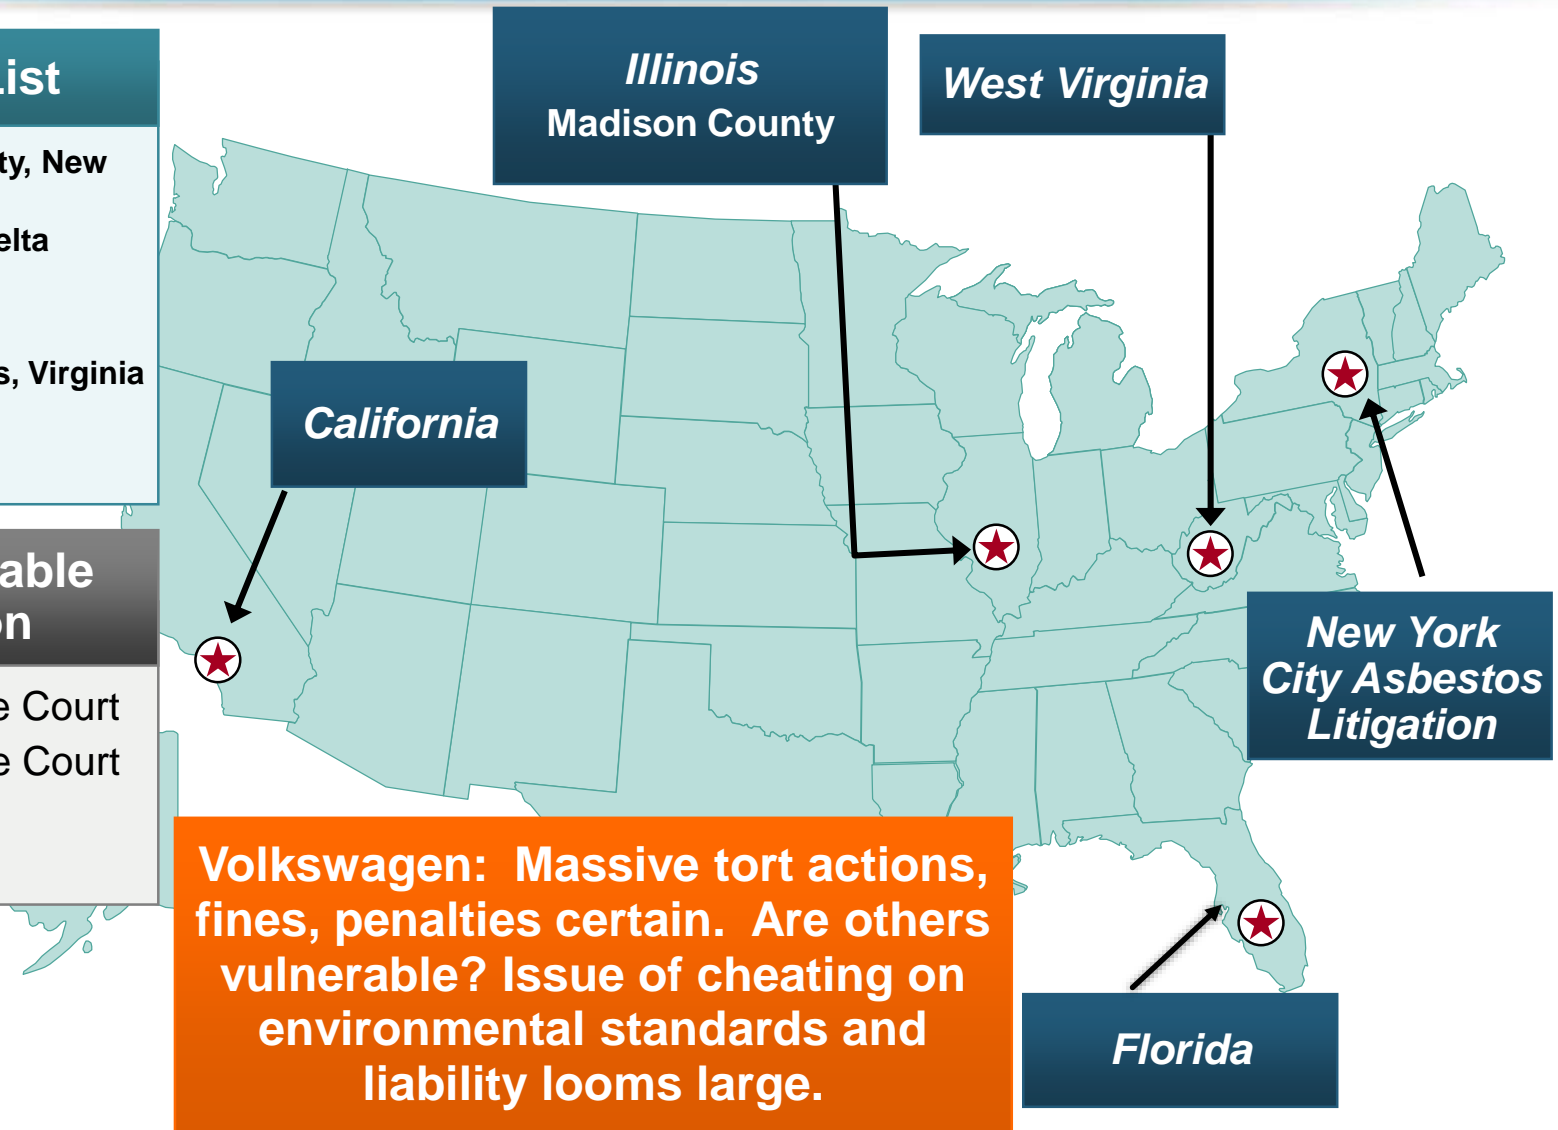 List
ty, New
elta
s, Virginia
able
on
e Court
e Court
Illinois
Madison County
West Virginia
California
New York
City Asbestos
Litigation
Volkswagen: Massive tort actions,
fines, penalties certain. Are others
vulnerable? Issue of cheating on
environmental standards and
liability looms large.
Florida